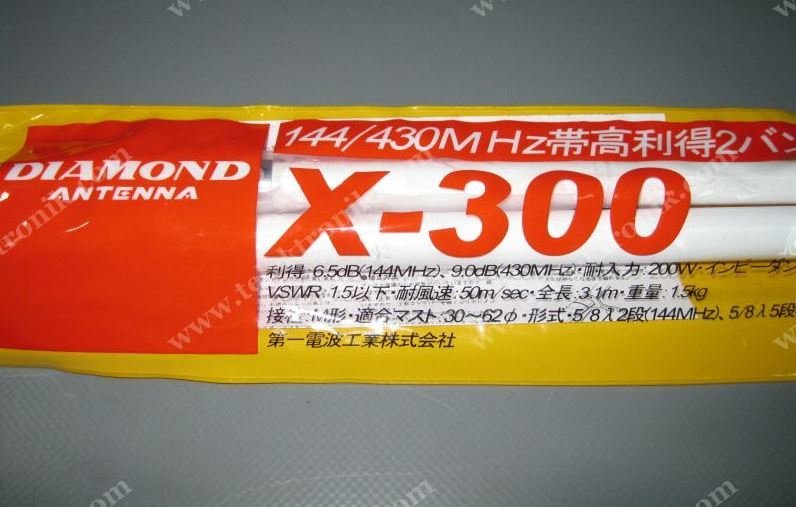 DIAMOND
ANTENNA
144/430MHz帯高利得2バン
X-300
利得:6.5dB(144MHz)、9.0dB(430MHz)・耐入力:200W・インピーダン
VSWR:1.5以下・耐風速:50m/sec・全長:3.1m・重量:1.5kg
接栓:M形・適合マスト:30～62φ・形式・5/8λ2段(144MHz)、5/8λ5段
第一電波工業株式会社